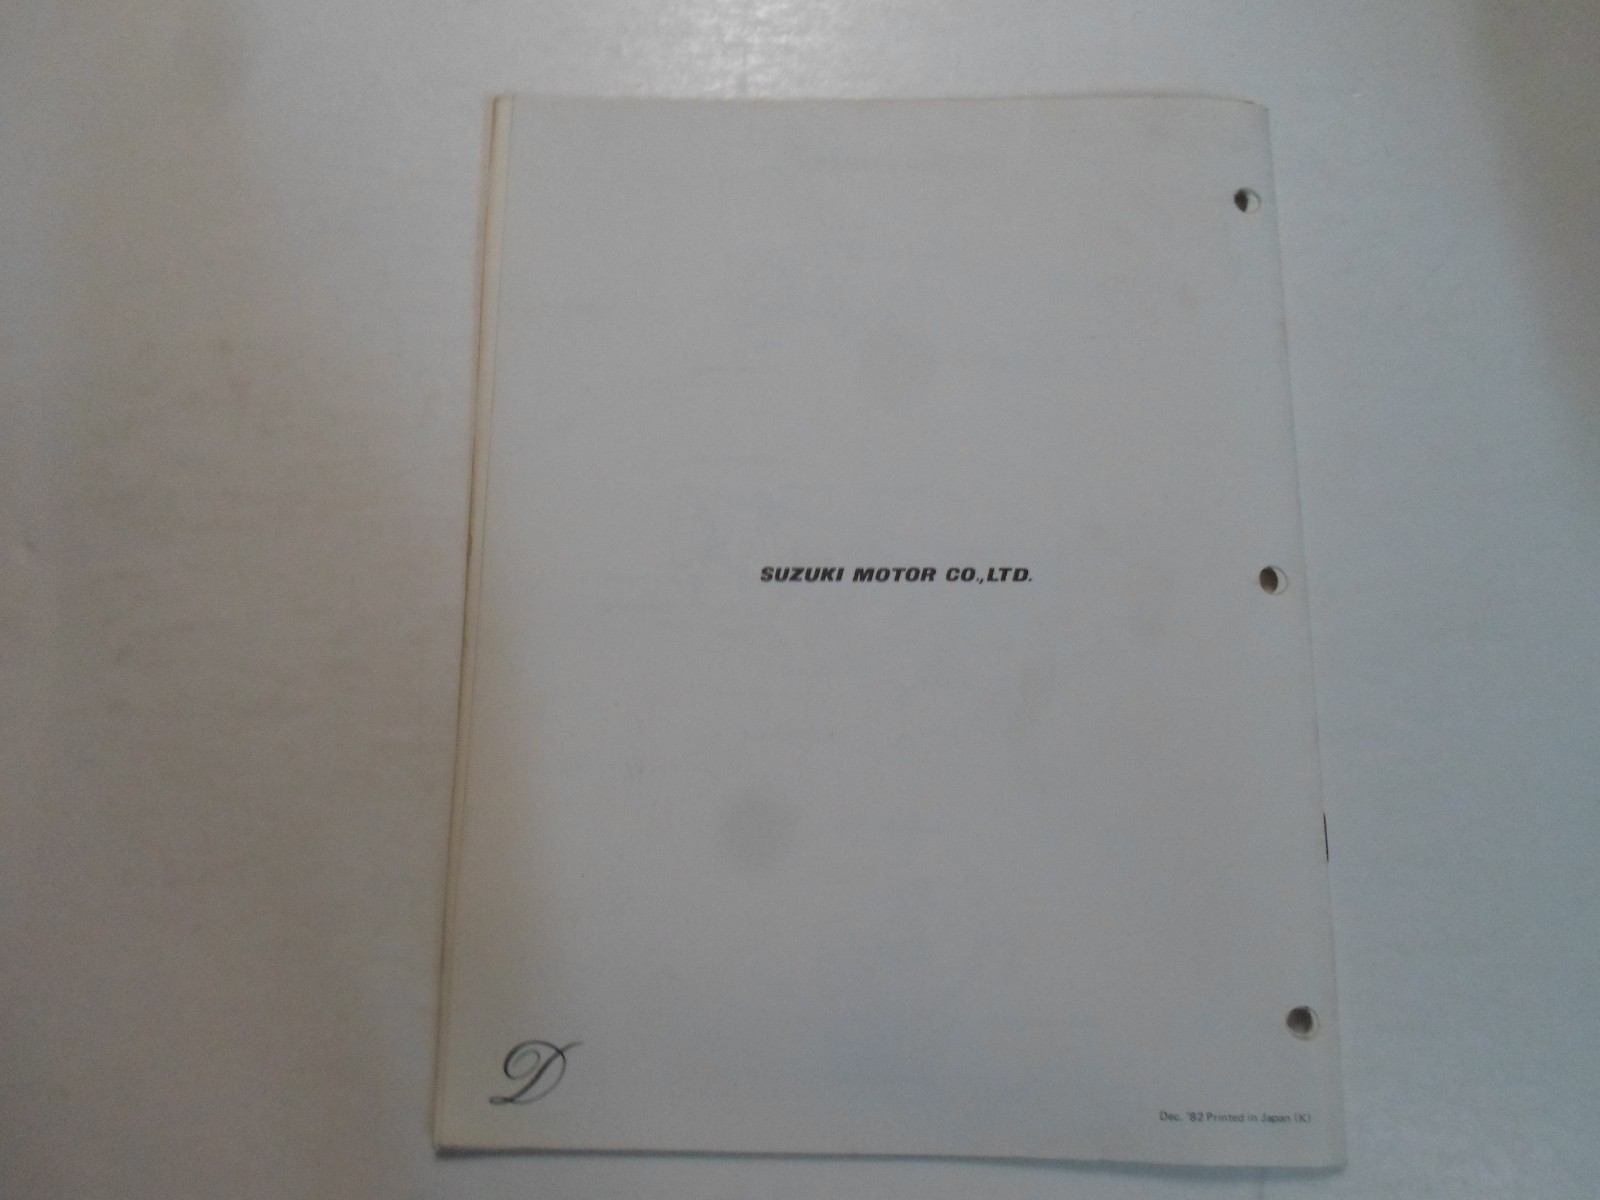 SUZUKI MOTOR CO.,LTD.
D
Dec. '82 Printed in Japan (K)